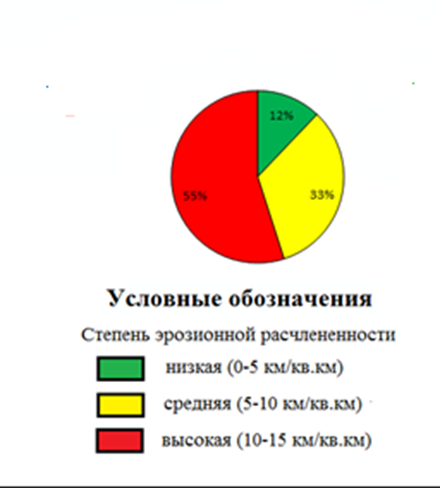 12%
33%
55%
Условные обозначения
Степень эрозионной расчлененности
низкая (0-5 км/кв.км)
средняя (5-10 км/кв.км)
высокая (10-15 км/кв.км)